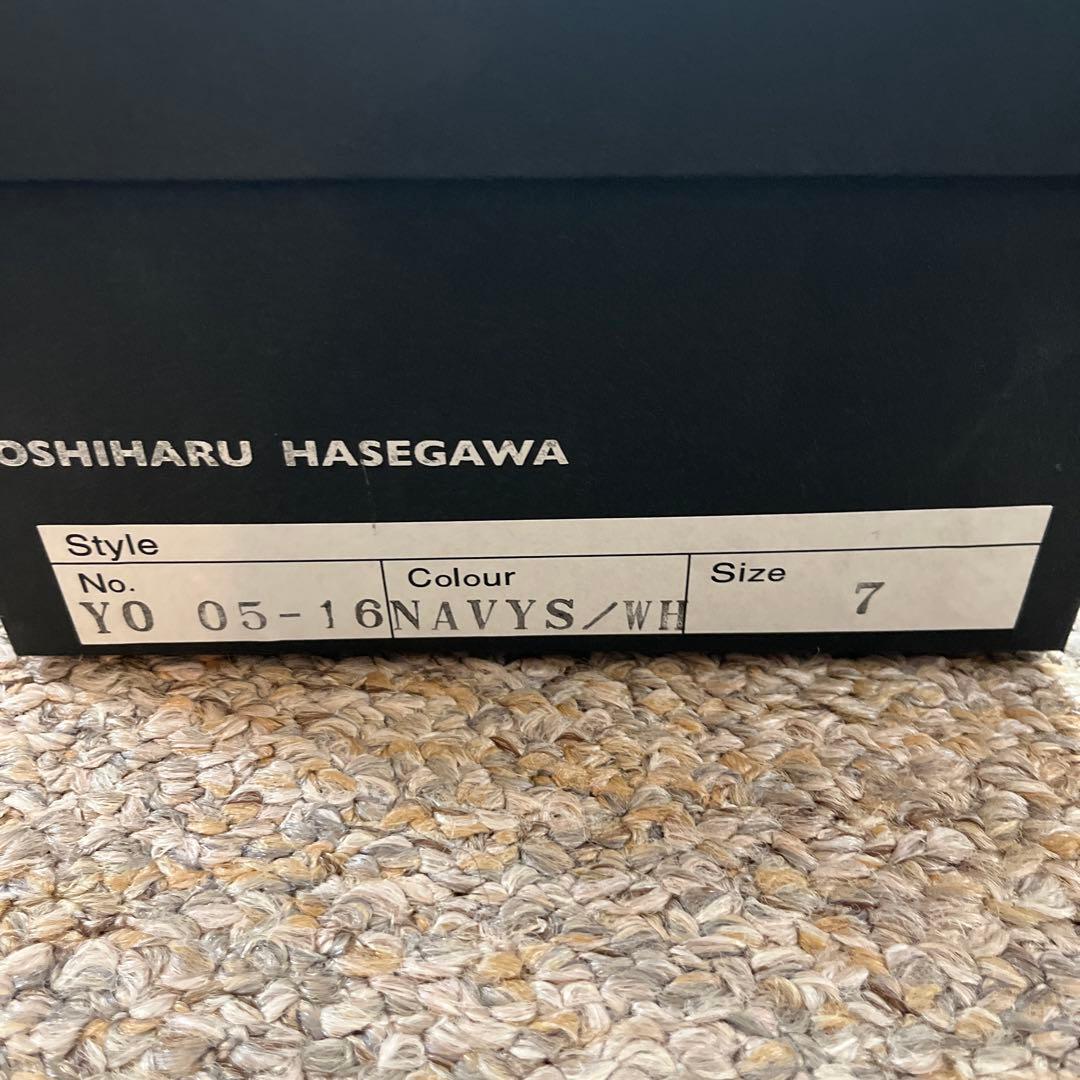 OSHIHARU HASEGAWA
Style
No. Colour Size
YO 05-16 NAVYS/WH 7